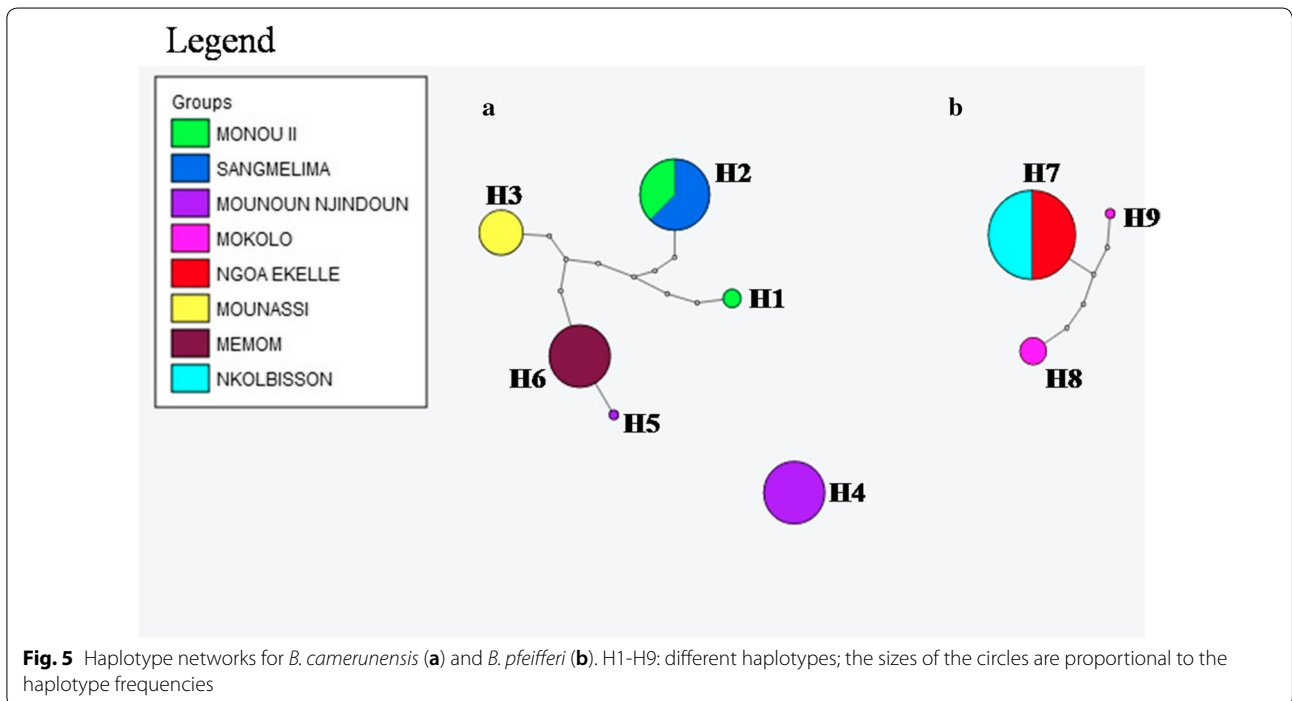 Legend
Groups
MONOU II
SANGMELIMA
MOUNOUN NJINDOUN
MOKOLO
NGOA EKELLE
MOUNASSI
MEMOM
NKOLBISSON
a
H3
H2
H1
H6
H5
H4
b
H7
H9
H8
Fig. 5 Haplotype networks for B. camerunensis (a) and B. pfeifferi (b). H1-H9: different haplotypes; the sizes of the circles are proportional to the
haplotype frequencies